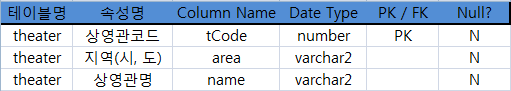 테이블명 속성명 Column Name Date Type PK / FK Null?
theater 상영관코드 tCode number PK N
theater 지역(시, 도) area varchar2 N
theater 상영관명 name varchar2 N